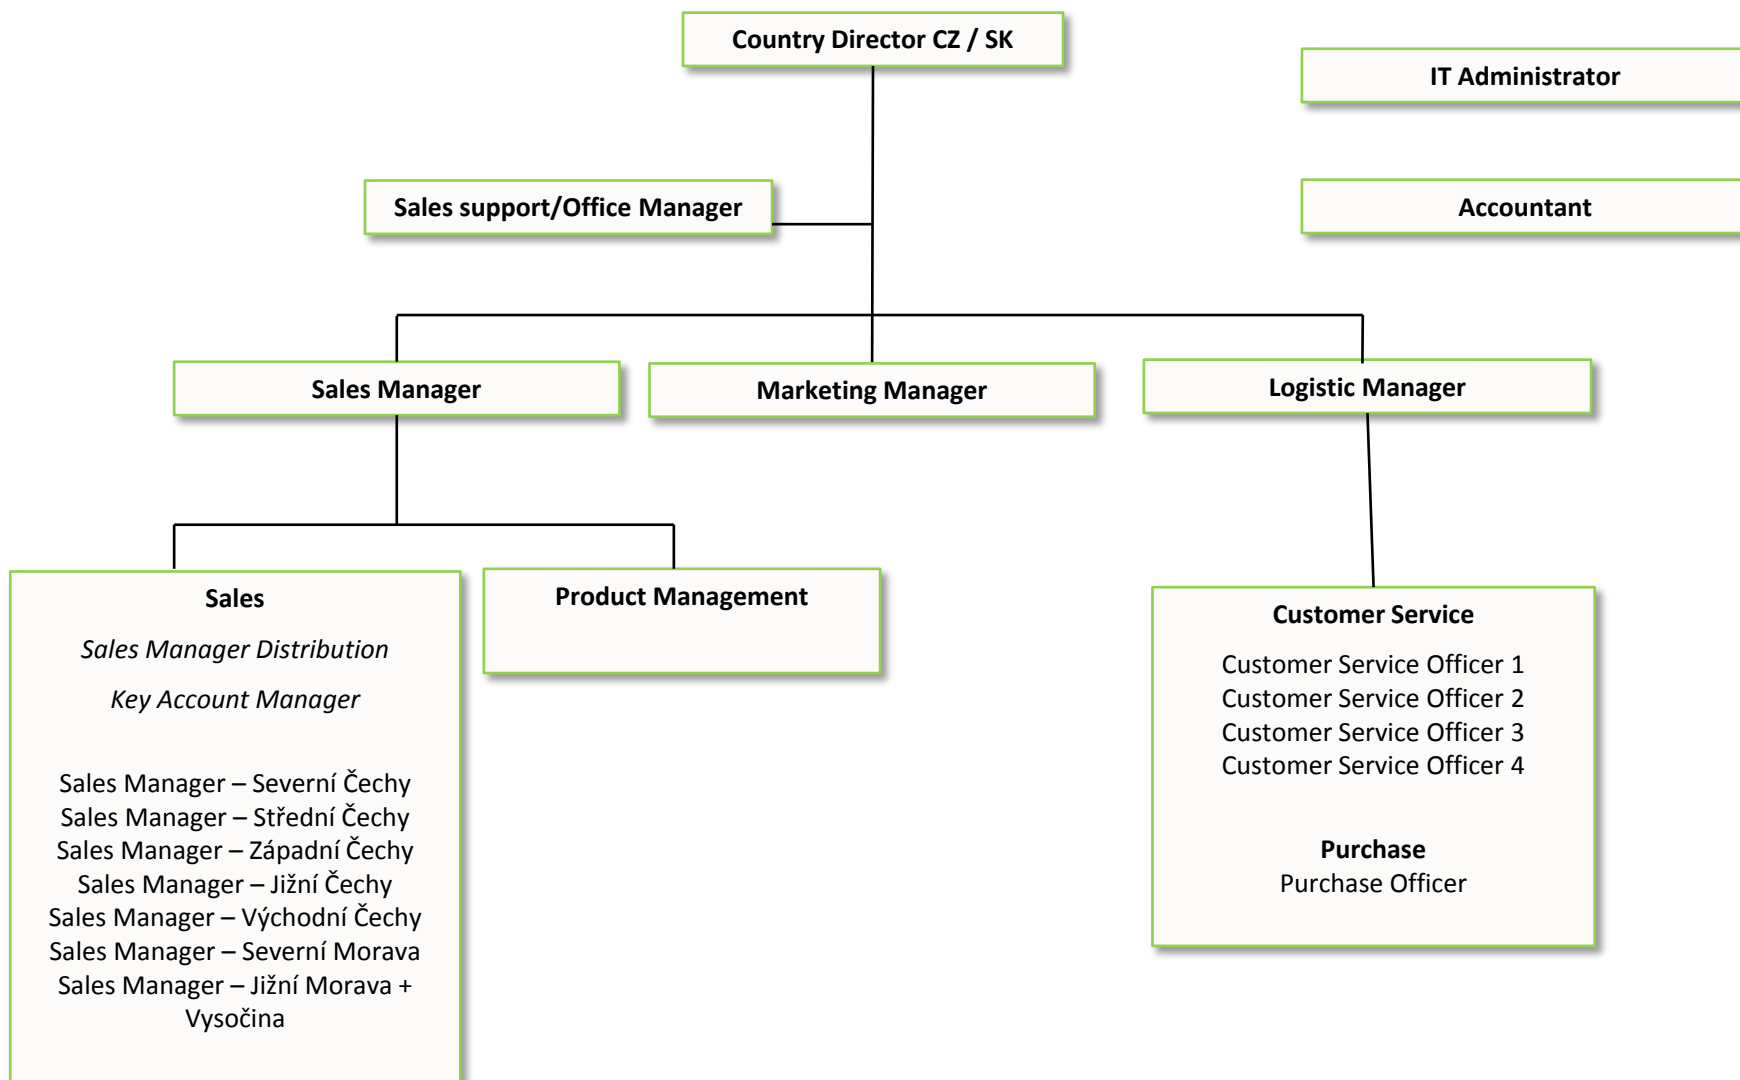 Country Director CZ / SK
IT Administrator
Sales support/Office Manager
Accountant
Sales Manager
Marketing Manager
Logistic Manager
Sales
Sales Manager Distribution
Key Account Manager
Sales Manager – Severní Čechy
Sales Manager – Střední Čechy
Sales Manager – Západní Čechy
Sales Manager – Jižní Čechy
Sales Manager – Východní Čechy
Sales Manager – Severní Morava
Sales Manager – Jižní Morava +
Vysočina
Product Management
Customer Service
Customer Service Officer 1
Customer Service Officer 2
Customer Service Officer 3
Customer Service Officer 4
Purchase
Purchase Officer